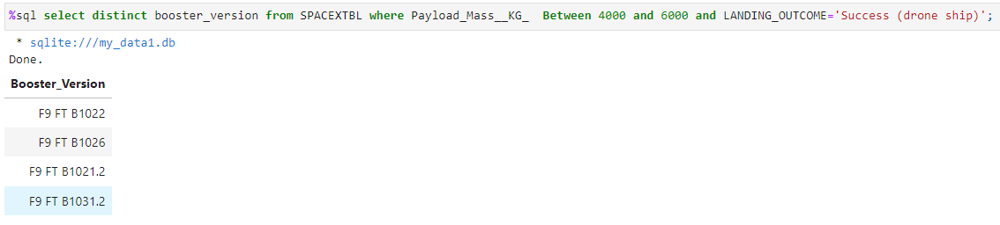 %sql select distinct booster_version from SPACEXTBL where Payload_Mass__KG_  Between 4000 and 6000 and LANDING_OUTCOME='Success (drone ship)';
* sqlite:///my_data1.db
Done.
Booster_Version
F9 FT B1022
F9 FT B1026
F9 FT B1021.2
F9 FT B1031.2